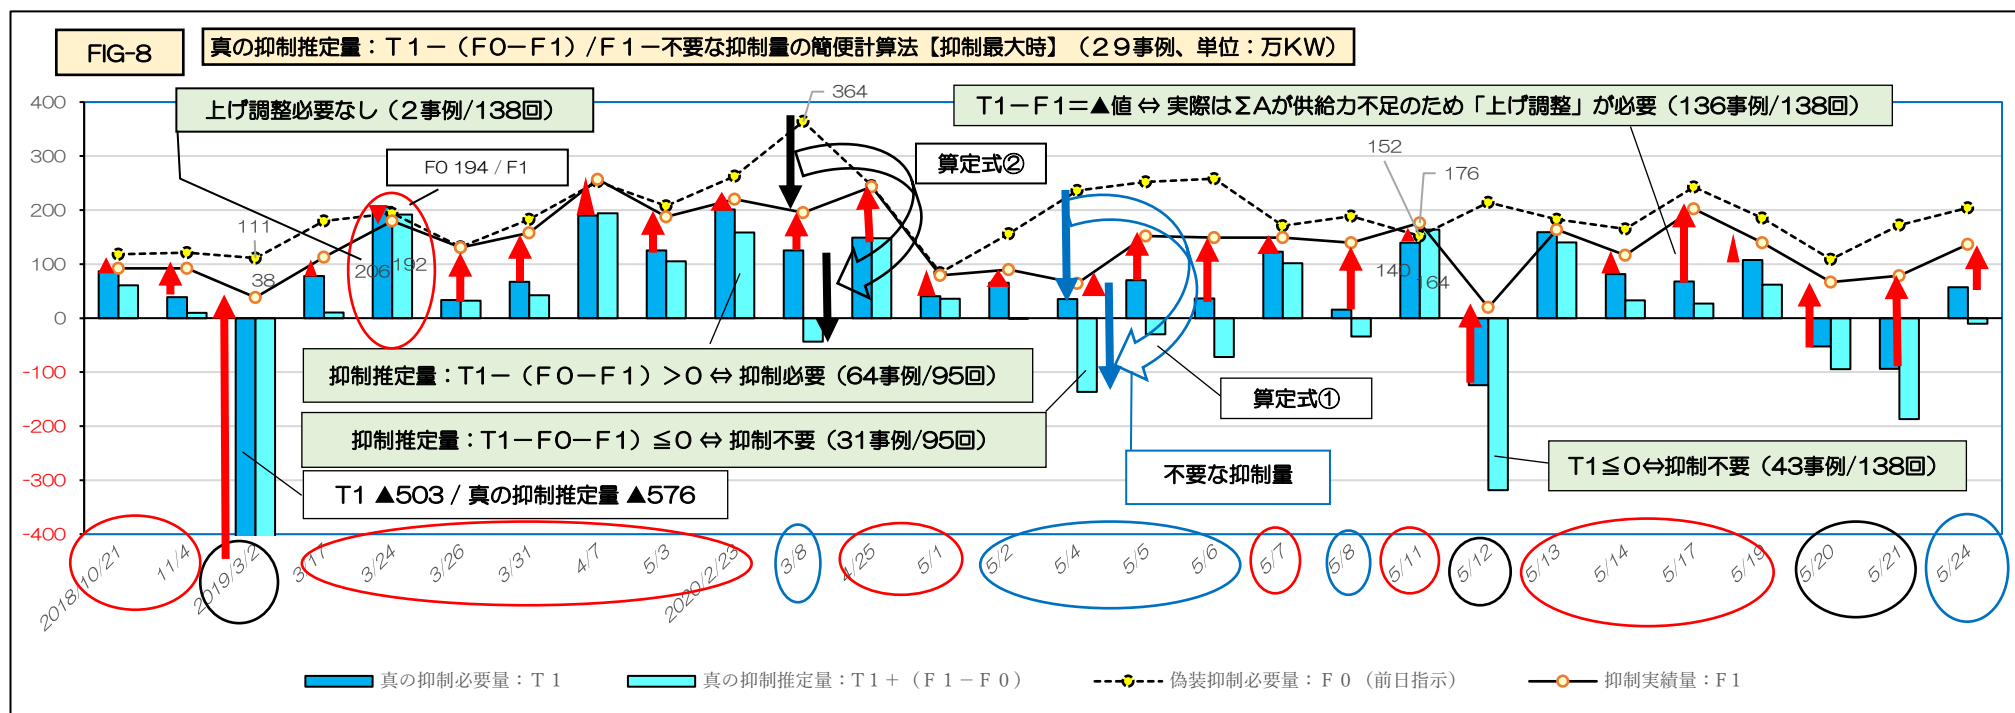 FIG-8
真の抑制推定量：Ｔ１－（Ｆ０－Ｆ１）/Ｆ１－不要な抑制量の簡便計算法【抑制最大時】（２９事例、単位：万ＫＷ）
上げ調整必要なし（２事例/138回）
364
T1－F1＝▲値 ⇔ 実際はΣAが供給力不足のため「上げ調整」が必要（136事例/138回）
F0 194 / F1
算定式②
152
176
111
38
206
192
140
164
400
300
200
100
0
-100
-200
-300
-400
抑制推定量：Ｔ１－（Ｆ０－Ｆ１）＞０ ⇔ 抑制必要（64事例/95回）
算定式①
抑制推定量：T１－Ｆ０－Ｆ１）≦０ ⇔ 抑制不要（31事例/95回）
不要な抑制量
T１≦０⇔抑制不要（43事例/138回）
T１ ▲503 / 真の抑制推定量 ▲576
2018/10/21
11/4
2019/3/2
3/17
3/24
3/26
3/31
4/7
5/3
2020/2/23
3/8
4/25
5/1
5/2
5/4
5/5
5/6
5/7
5/8
5/11
5/12
5/13
5/14
5/17
5/19
5/20
5/21
5/24
真の抑制必要量：Ｔ１
真の抑制推定量：Ｔ１＋（Ｆ１－Ｆ０）
偽装抑制必要量：Ｆ０（前日指示）
抑制実績量：Ｆ１